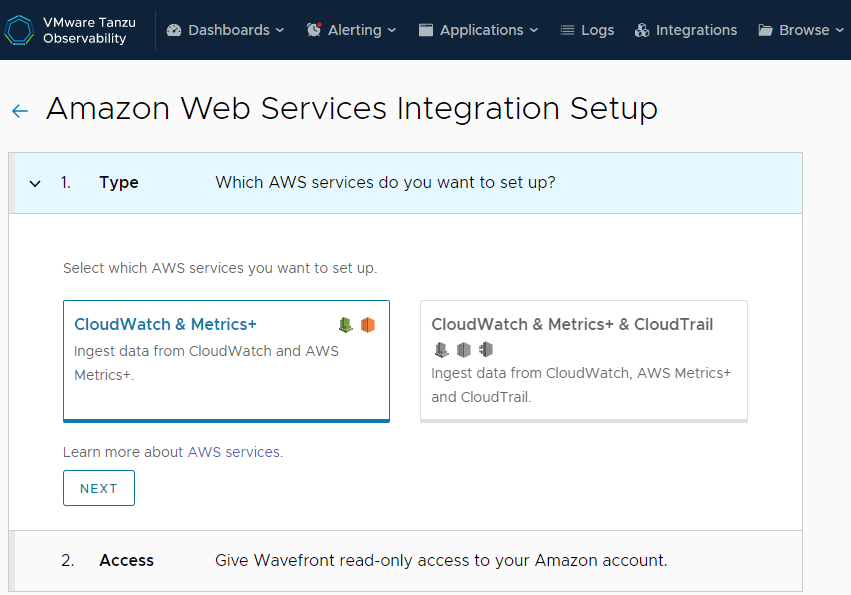 VMware Tanzu
Observability
Dashboards
Alerting
Applications
Logs
Integrations
Browse
Amazon Web Services Integration Setup
1. Type Which AWS services do you want to set up?
Select which AWS services you want to set up.
CloudWatch & Metrics+
Ingest data from CloudWatch and AWS
Metrics+.
CloudWatch & Metrics+ & CloudTrail
Ingest data from CloudWatch, AWS Metrics+
and CloudTrail.
Learn more about AWS services.
NEXT
2. Access Give Wavefront read-only access to your Amazon account.